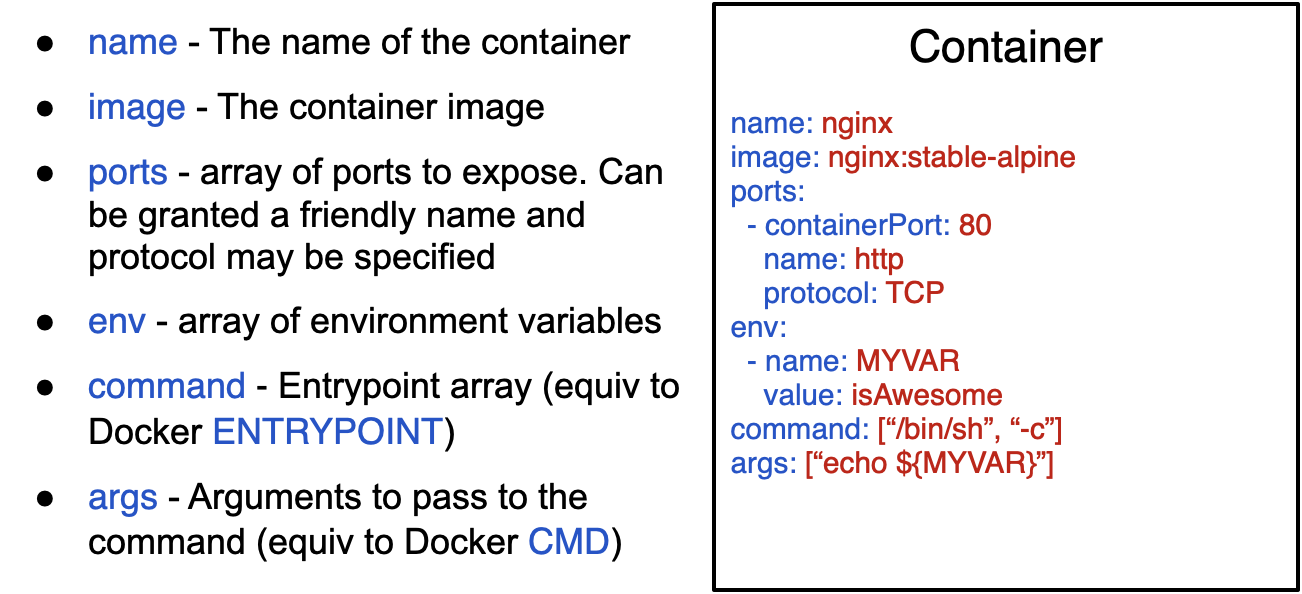 ● name - The name of the container
● image - The container image
● ports - array of ports to expose. Can
be granted a friendly name and
protocol may be specified
● env - array of environment variables
● command - Entrypoint array (equiv to
Docker ENTRYPOINT)
● args - Arguments to pass to the
command (equiv to Docker CMD)
Container
name: nginx
image: nginx:stable-alpine
ports:
  - containerPort: 80
    name: http
    protocol: TCP
env:
  - name: MYVAR
    value: isAwesome
command: [“/bin/sh”, “-c”]
args: [“echo ${MYVAR}”]